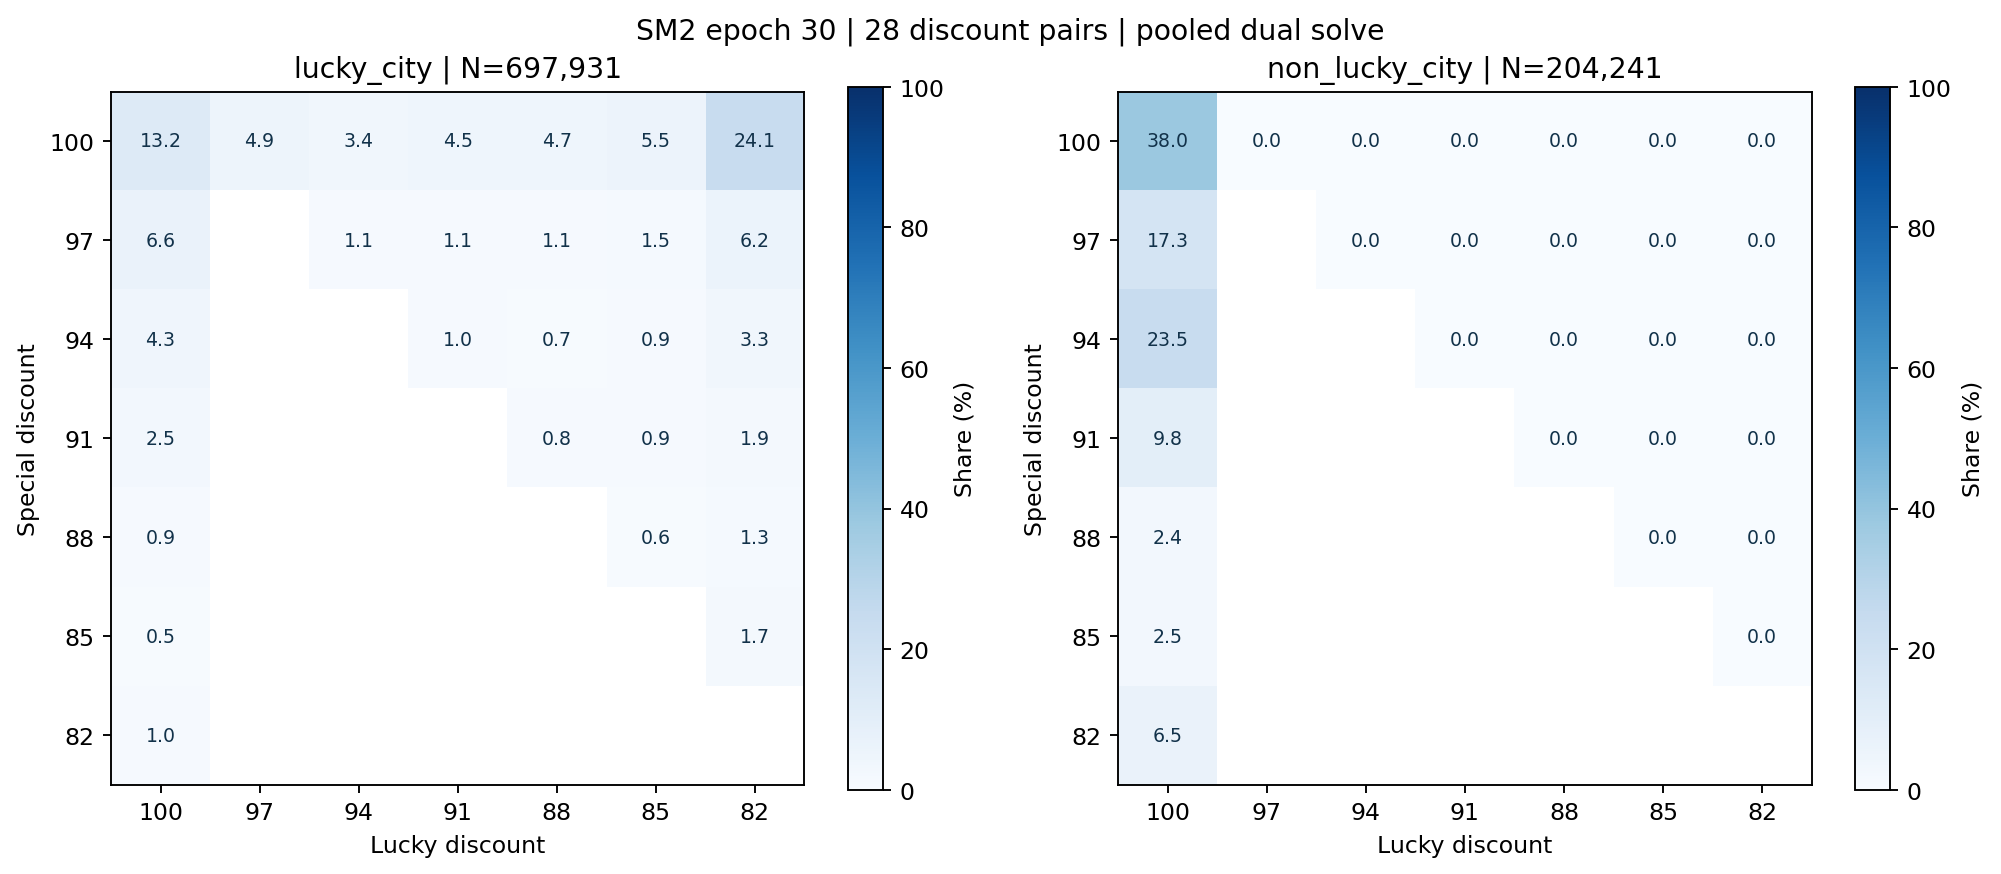 SM2 epoch 30 | 28 discount pairs | pooled dual solve
lucky_city | N=697,931
100 13.2 4.9 3.4 4.5 4.7 5.5 24.1
97 6.6 1.1 1.1 1.1 1.5 6.2
94 4.3 1.0 0.7 0.9 3.3
91 2.5 0.8 0.9 1.9
88 0.9 0.6 1.3
85 0.5 1.7
82 1.0
100 97 94 91 88 85 82
Lucky discount
Special discount
100
80
60
40
20
0
Share (%)
non_lucky_city | N=204,241
100 38.0 0.0 0.0 0.0 0.0 0.0 0.0
97 17.3 0.0 0.0 0.0 0.0 0.0
94 23.5 0.0 0.0 0.0 0.0
91 9.8 0.0 0.0 0.0
88 2.4 0.0 0.0
85 2.5 0.0
82 6.5
100 97 94 91 88 85 82
Lucky discount
Special discount
100
80
60
40
20
0
Share (%)